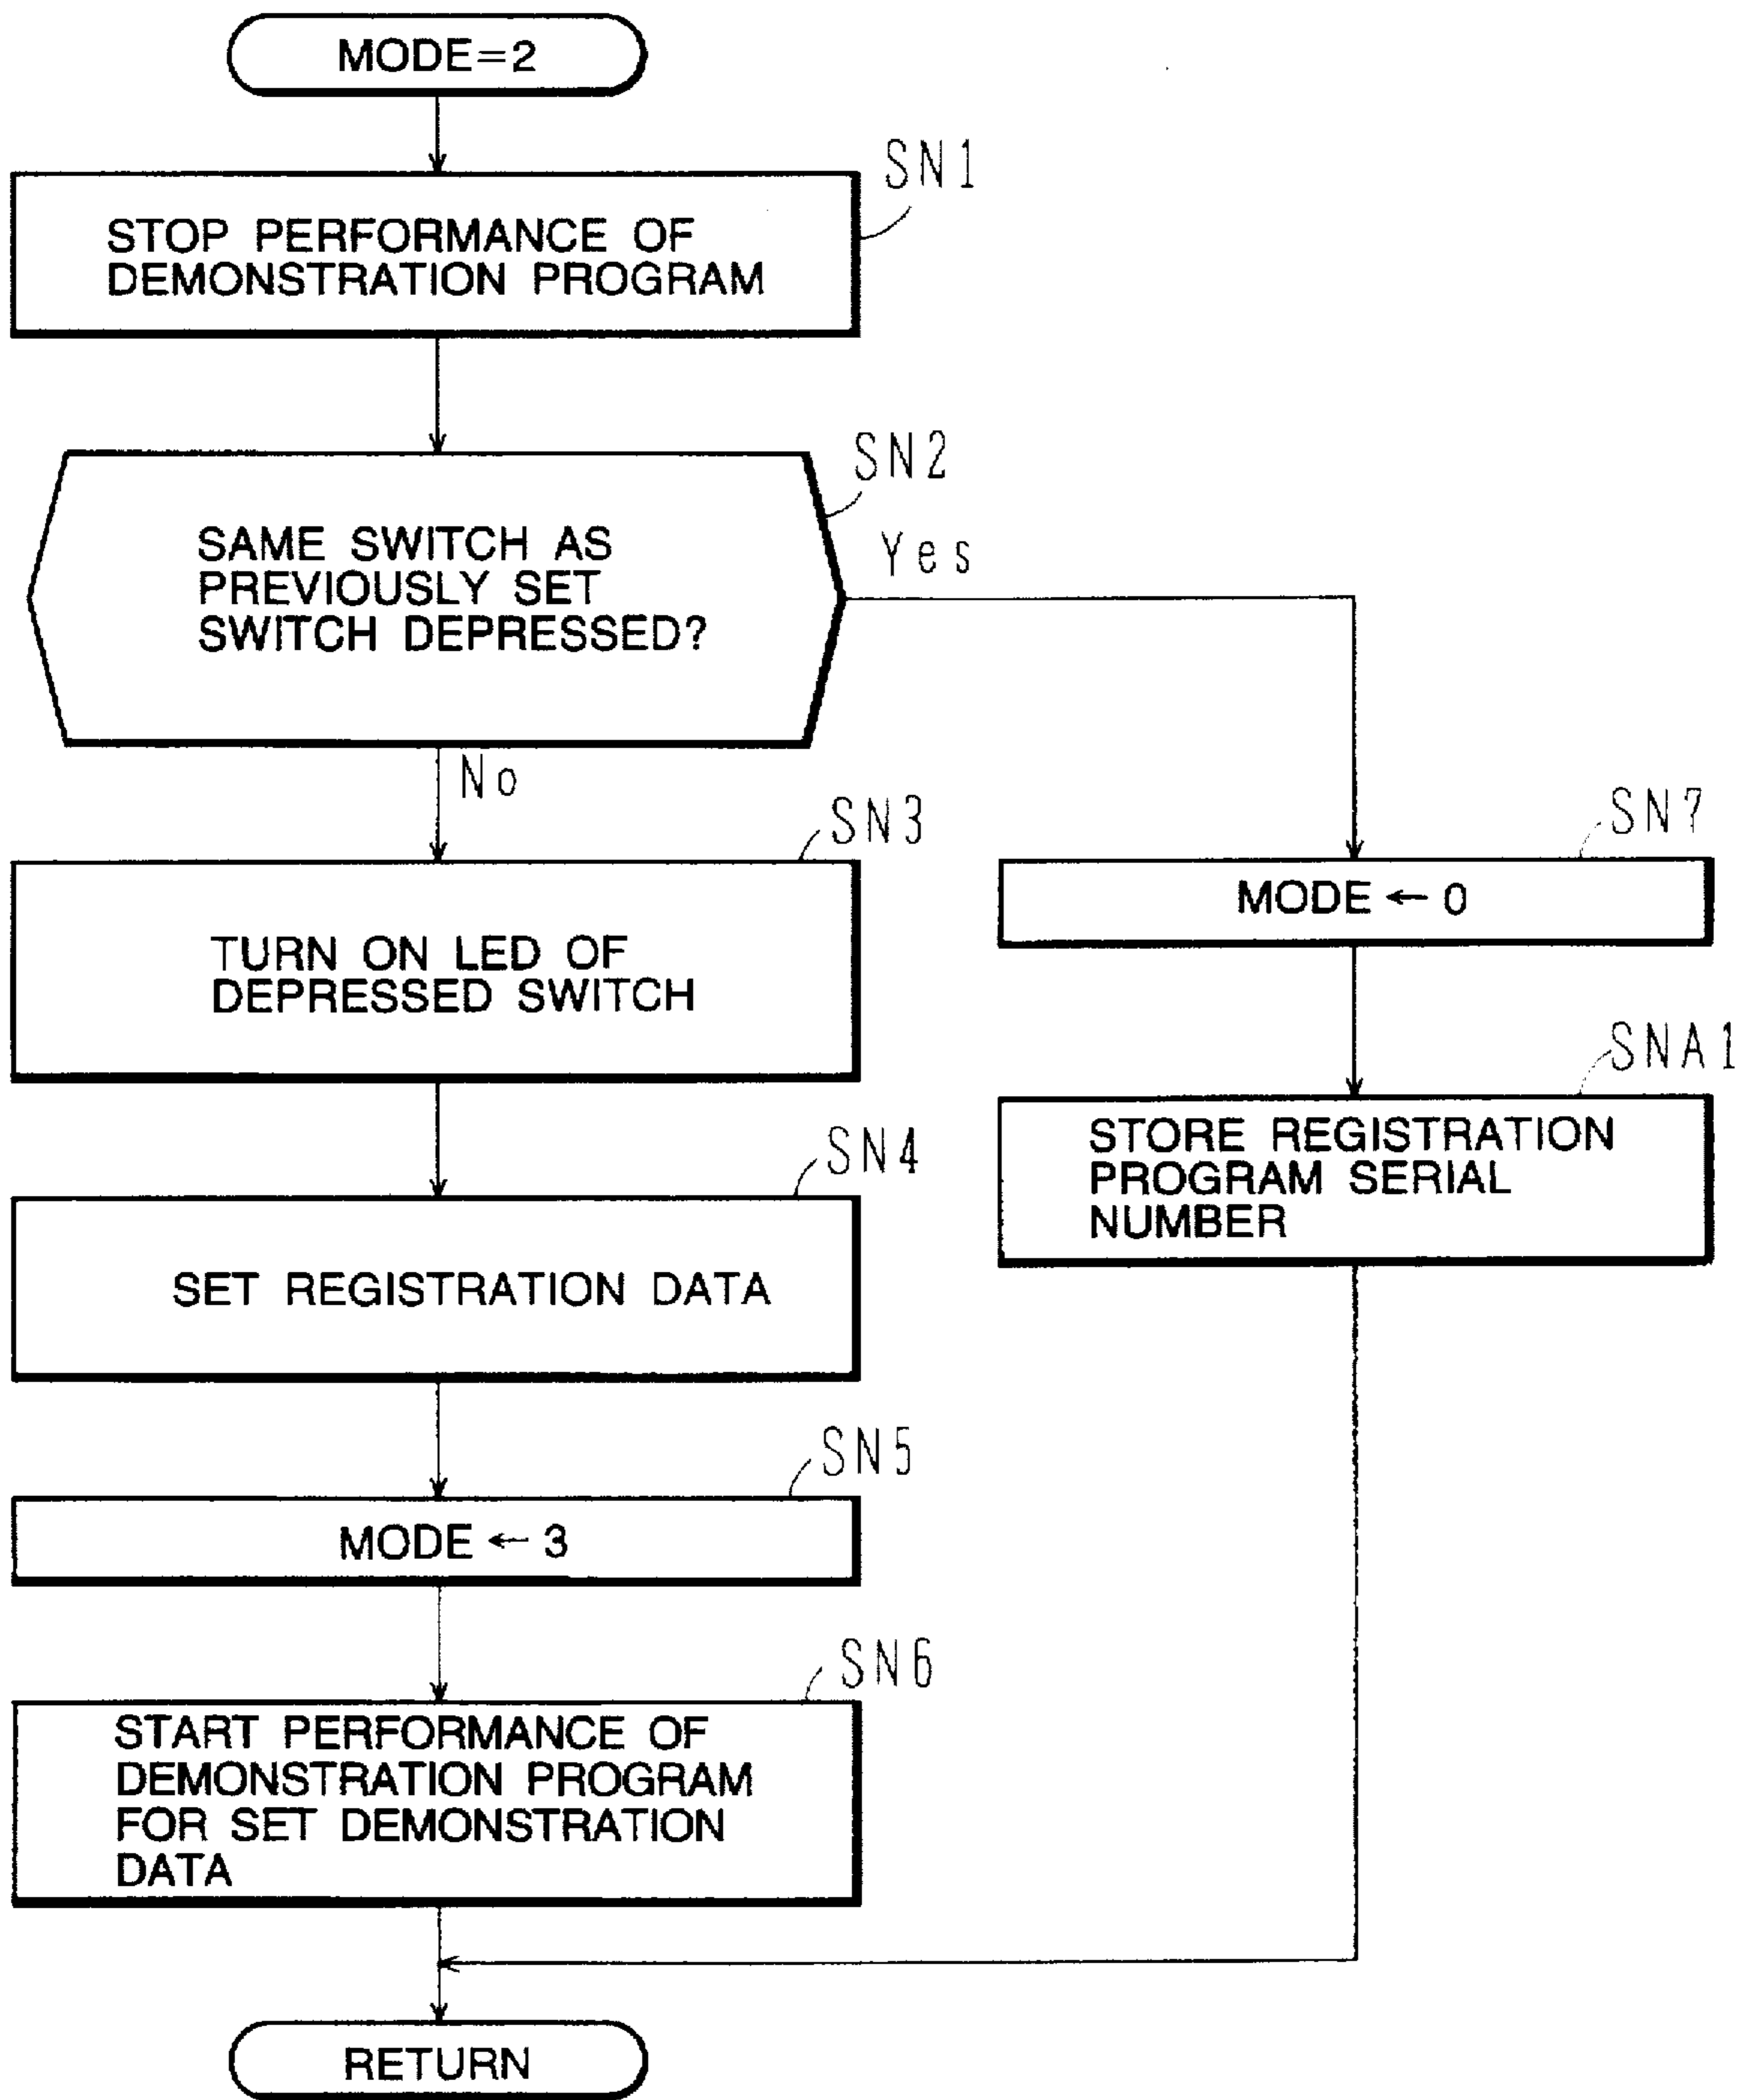 MODE=2
SN1
STOP PERFORMANCE OF
DEMONSTRATION PROGRAM
SN2
SAME SWITCH AS
PREVIOUSLY SET
SWITCH DEPRESSED?
Yes
No
SN3
TURN ON LED OF
DEPRESSED SWITCH
SN7
MODE ← 0
SN4
SET REGISTRATION DATA
SNA1
STORE REGISTRATION
PROGRAM SERIAL
NUMBER
SN5
MODE ← 3
SN6
START PERFORMANCE OF
DEMONSTRATION PROGRAM
FOR SET DEMONSTRATION
DATA
RETURN